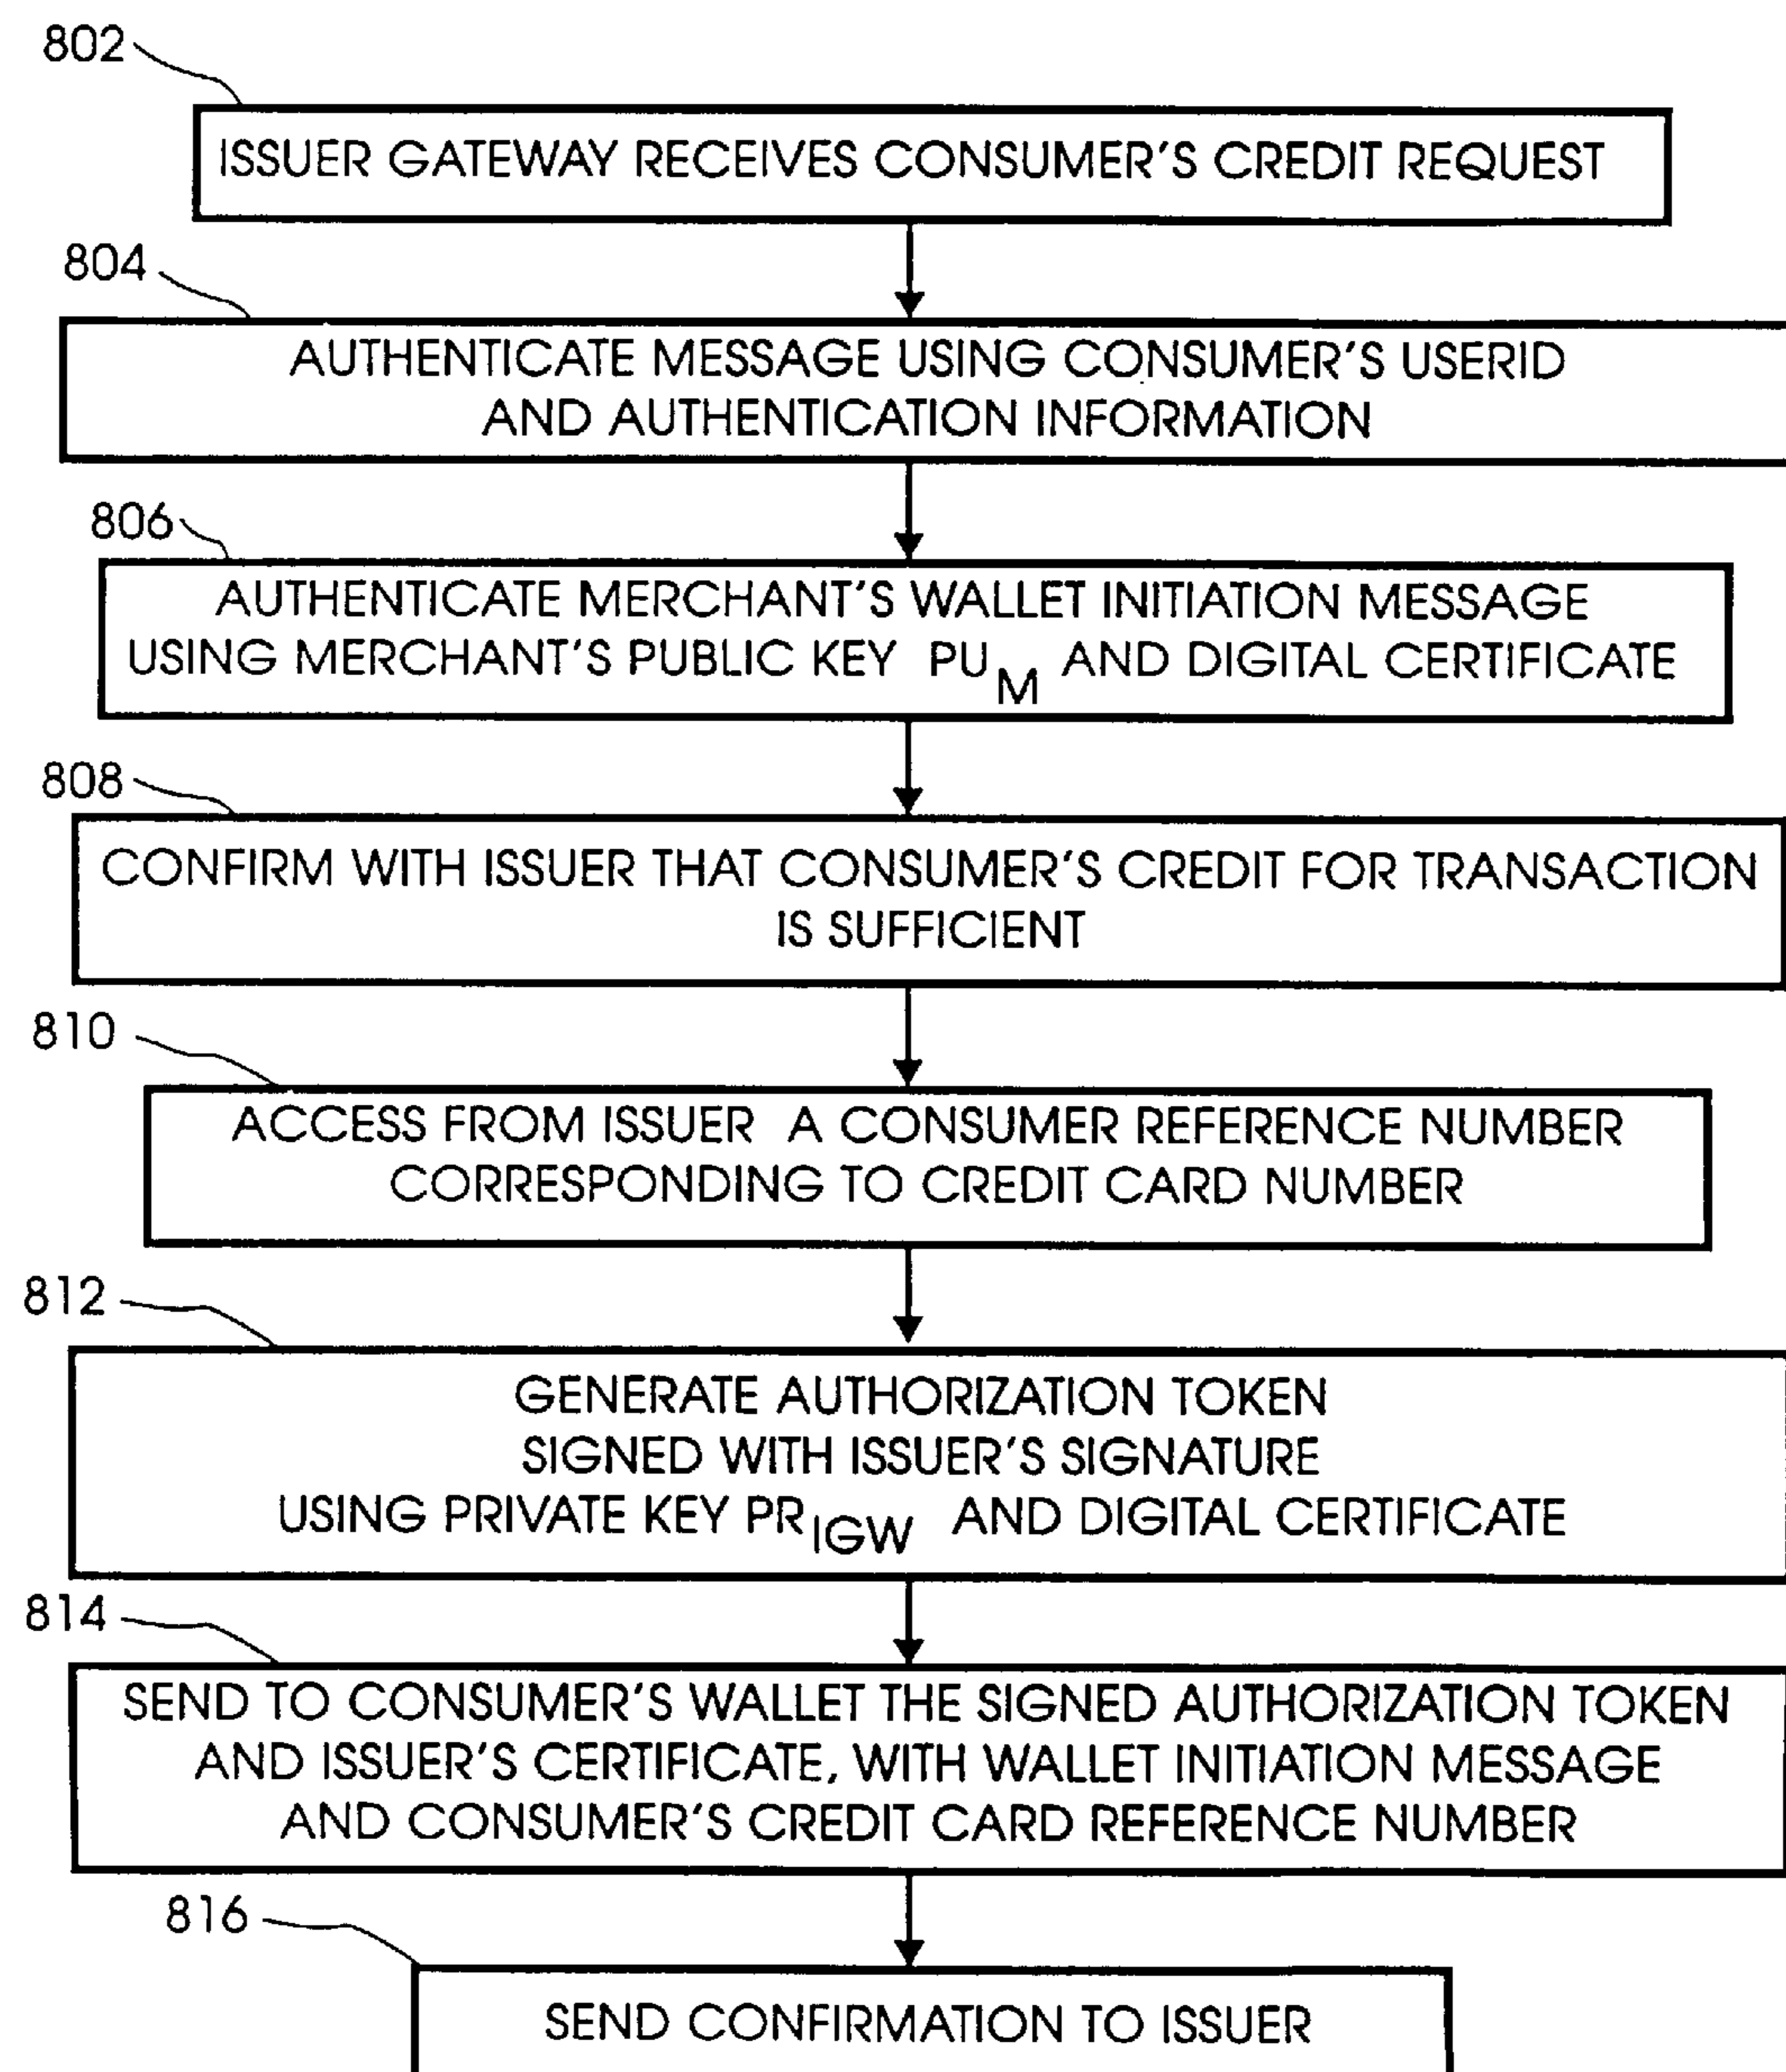 802
ISSUER GATEWAY RECEIVES CONSUMER'S CREDIT REQUEST
804
AUTHENTICATE MESSAGE USING CONSUMER'S USERID
AND AUTHENTICATION INFORMATION
806
AUTHENTICATE MERCHANT'S WALLET INITIATION MESSAGE
USING MERCHANT'S PUBLIC KEY PU M AND DIGITAL CERTIFICATE
808
CONFIRM WITH ISSUER THAT CONSUMER'S CREDIT FOR TRANSACTION
IS SUFFICIENT
810
ACCESS FROM ISSUER A CONSUMER REFERENCE NUMBER
CORRESPONDING TO CREDIT CARD NUMBER
812
GENERATE AUTHORIZATION TOKEN
SIGNED WITH ISSUER'S SIGNATURE
USING PRIVATE KEY PR IGW AND DIGITAL CERTIFICATE
814
SEND TO CONSUMER'S WALLET THE SIGNED AUTHORIZATION TOKEN
AND ISSUER'S CERTIFICATE, WITH WALLET INITIATION MESSAGE
AND CONSUMER'S CREDIT CARD REFERENCE NUMBER
816
SEND CONFIRMATION TO ISSUER